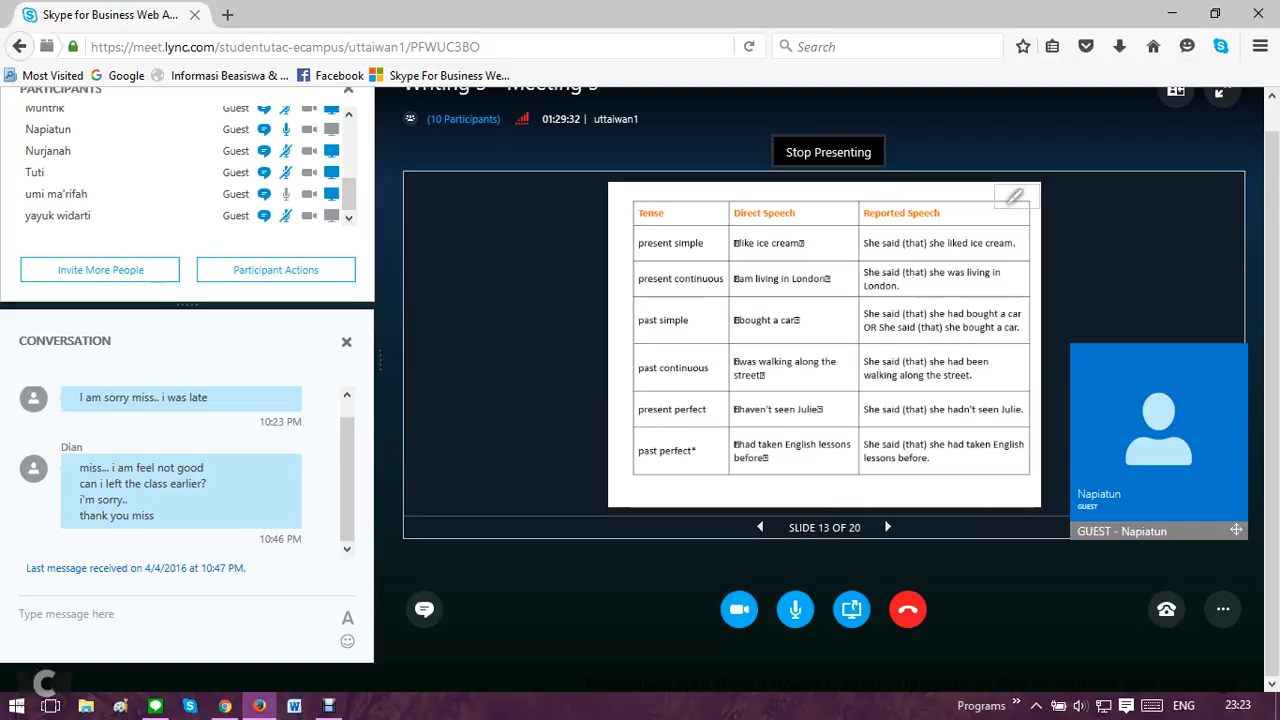 Skype for Business Web A...
https://meet.lync.com/studentutac-ecampus/uttaiwan1/PFWUC3BO
Search
Most Visited
Google
Informasi Beasiswa & ...
Facebook
Skype For Business We...
PARTICIPANTS
Muntrik Guest
Napiatun Guest
Nurjanah Guest
Tuti Guest
umi ma'rifah Guest
yayuk widarti Guest
Invite More People
Participant Actions
CONVERSATION
I am sorry miss.. i was late
10:23 PM
Dian
miss... i am feel not good
can i left the class earlier?
i'm sorry..
thank you miss
10:46 PM
Last message received on 4/4/2016 at 10:47 PM.
Type message here
A
Writing 3 - Meeting 3
(10 Participants) 01:29:32 | uttaiwan1
Stop Presenting
Tense Direct Speech Reported Speech
present simple I like ice cream She said (that) she liked ice cream.
present continuous am living in London She said (that) she was living in
London.
past simple bought a car She said (that) she had bought a car
OR She said (that) she bought a car.
past continuous was walking along the
street
She said (that) she had been
walking along the street.
present perfect haven't seen Julie She said (that) she hadn't seen Julie.
past perfect* had taken English lessons
before
She said (that) she had taken English
lessons before.
SLIDE 13 OF 20
Napiatun
GUEST
GUEST - Napiatun
Programs
ENG
23:23